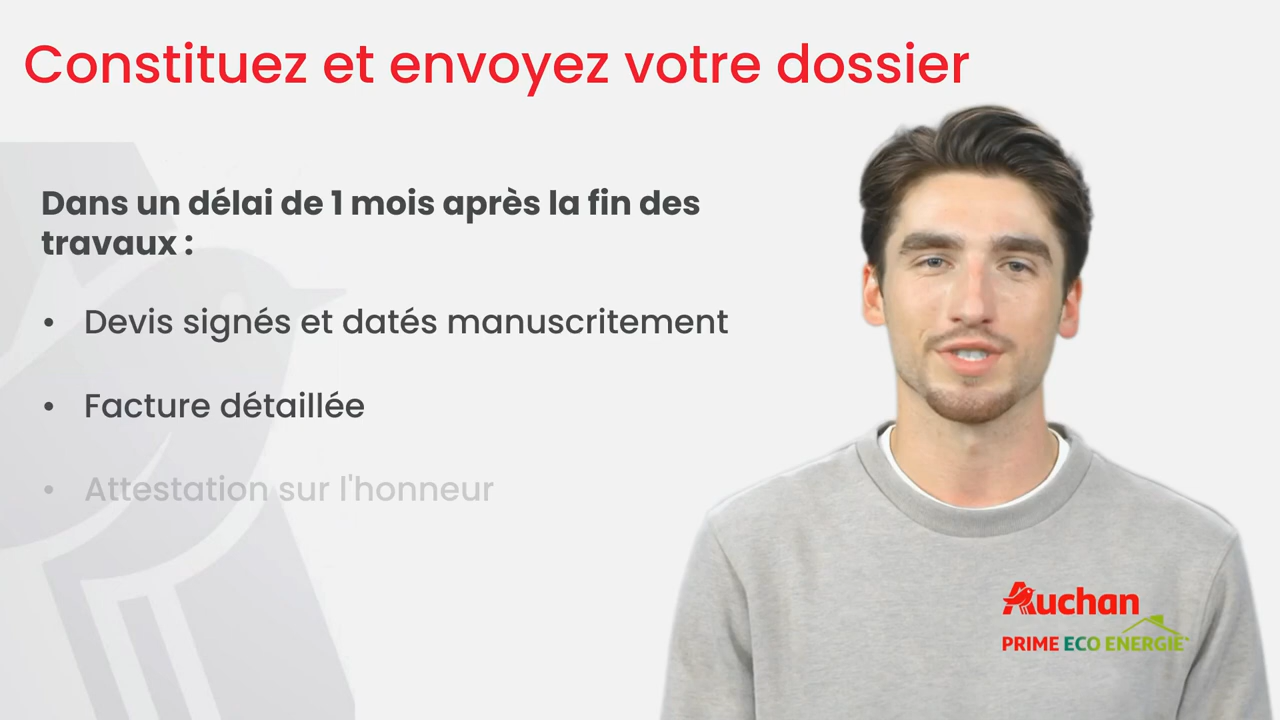 Constituez et envoyez votre dossier
Dans un délai de 1 mois après la fin des
travaux :
• Devis signés et datés manuscritement
• Facture détaillée
• Attestation sur l'honneur
Auchan
PRIME ECO ENERGIE